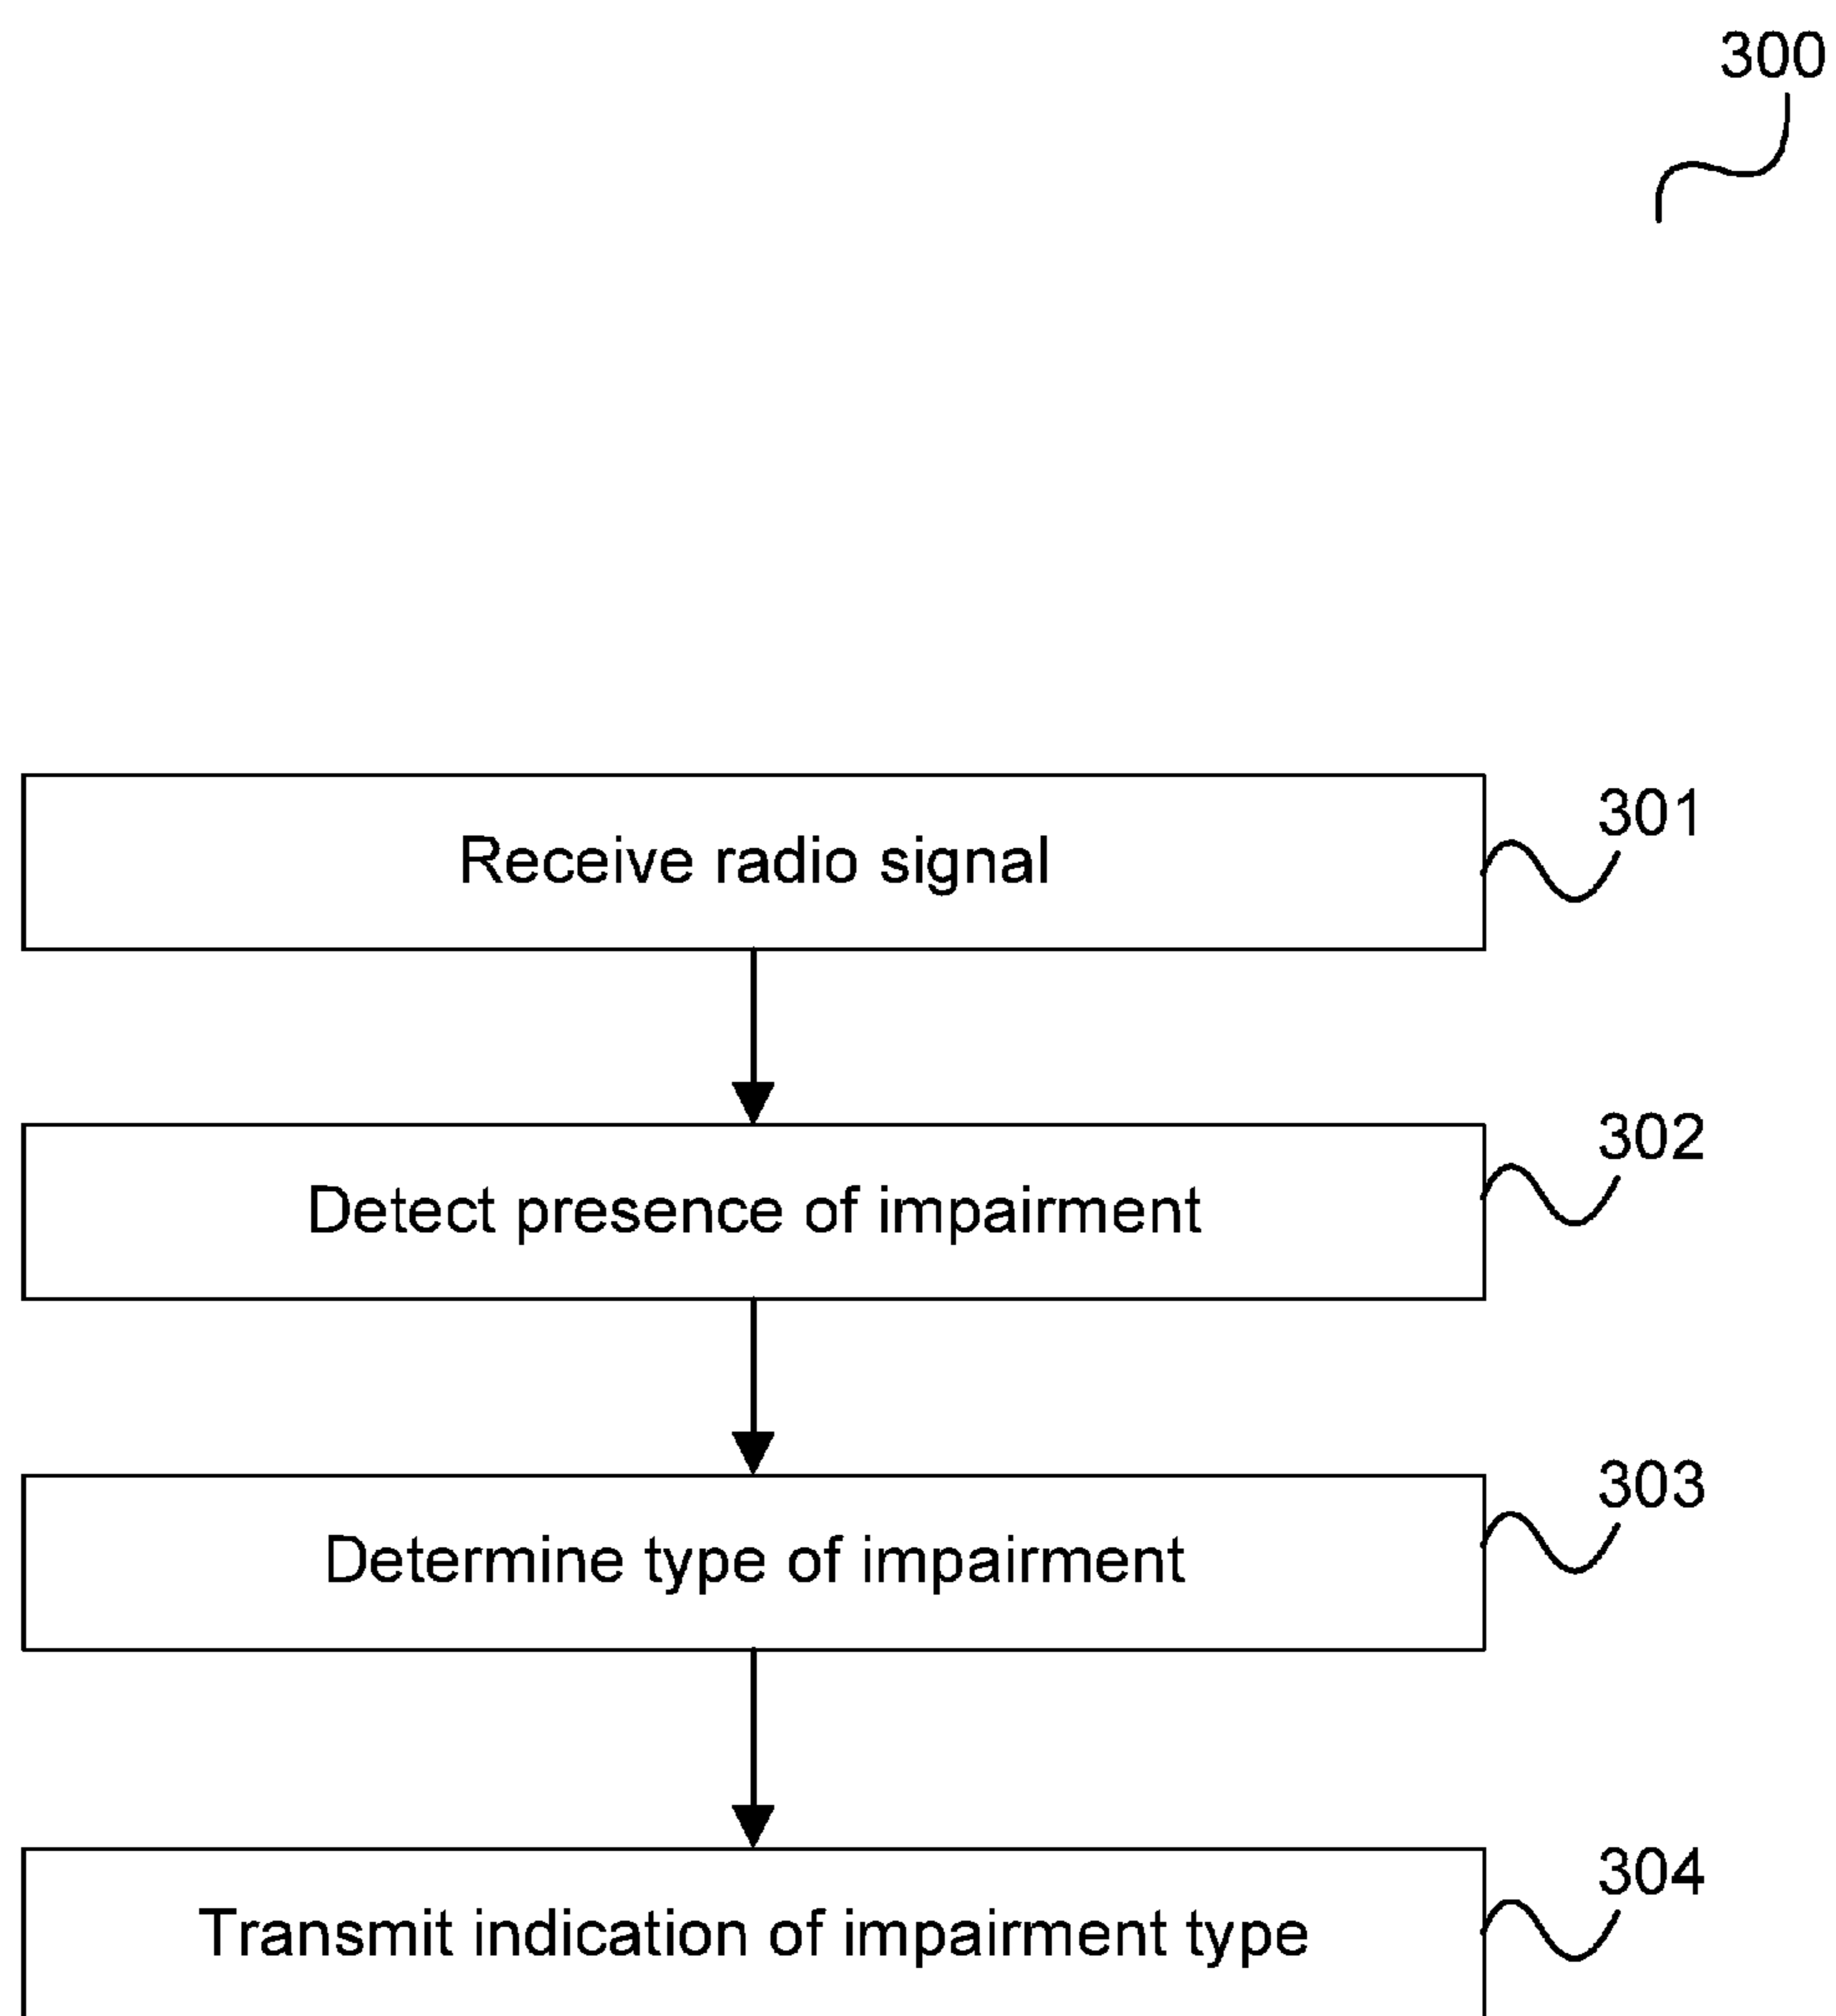 300
Receive radio signal
301
Detect presence of impairment
302
Determine type of impairment
303
Transmit indication of impairment type
304